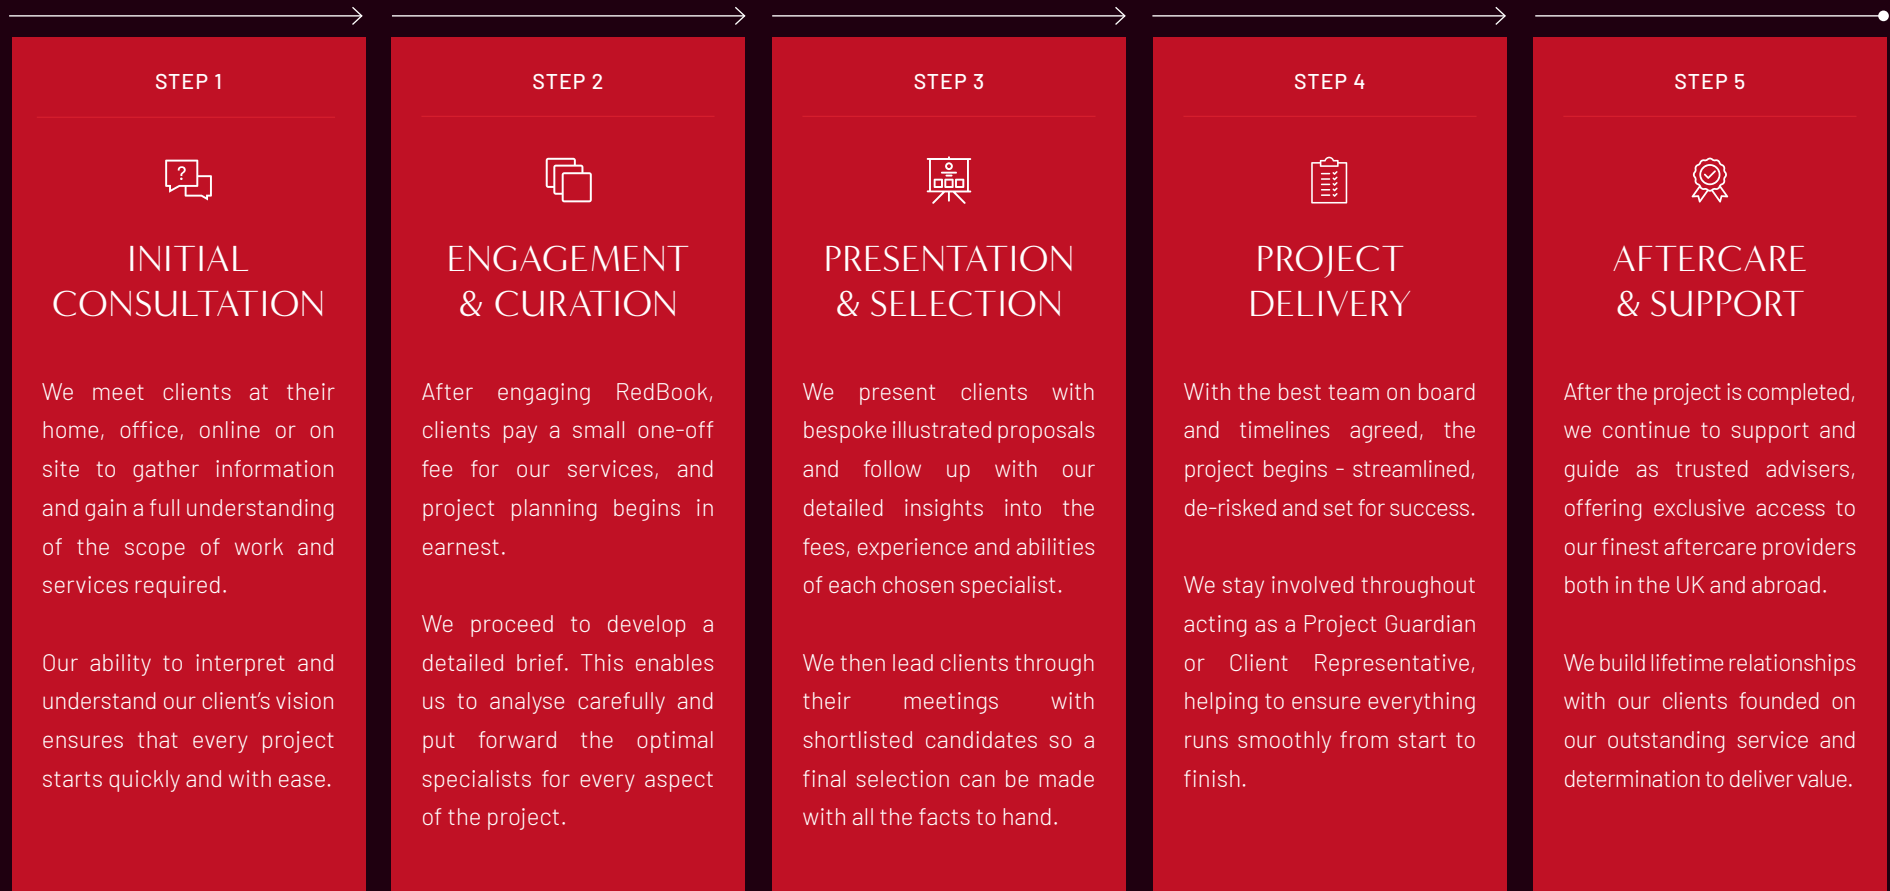 STEP 1
?
INITIAL
CONSULTATION
We meet clients at their
home, office, online or on
site to gather information
and gain a full understanding
of the scope of work and
services required.
Our ability to interpret and
understand our client’s vision
ensures that every project
starts quickly and with ease.
STEP 2
ENGAGEMENT
& CURATION
After engaging RedBook,
clients pay a small one-off
fee for our services, and
project planning begins in
earnest.
We proceed to develop a
detailed brief. This enables
us to analyse carefully and
put forward the optimal
specialists for every aspect
of the project.
STEP 3
PRESENTATION
& SELECTION
We present clients with
bespoke illustrated proposals
and follow up with our
detailed insights into the
fees, experience and abilities
of each chosen specialist.
We then lead clients through
their meetings with
shortlisted candidates so a
final selection can be made
with all the facts to hand.
STEP 4
PROJECT
DELIVERY
With the best team on board
and timelines agreed, the
project begins - streamlined,
de-risked and set for success.
We stay involved throughout
acting as a Project Guardian
or Client Representative,
helping to ensure everything
runs smoothly from start to
finish.
STEP 5
AFTERCARE
& SUPPORT
After the project is completed,
we continue to support and
guide as trusted advisers,
offering exclusive access to
our finest aftercare providers
both in the UK and abroad.
We build lifetime relationships
with our clients founded on
our outstanding service and
determination to deliver value.